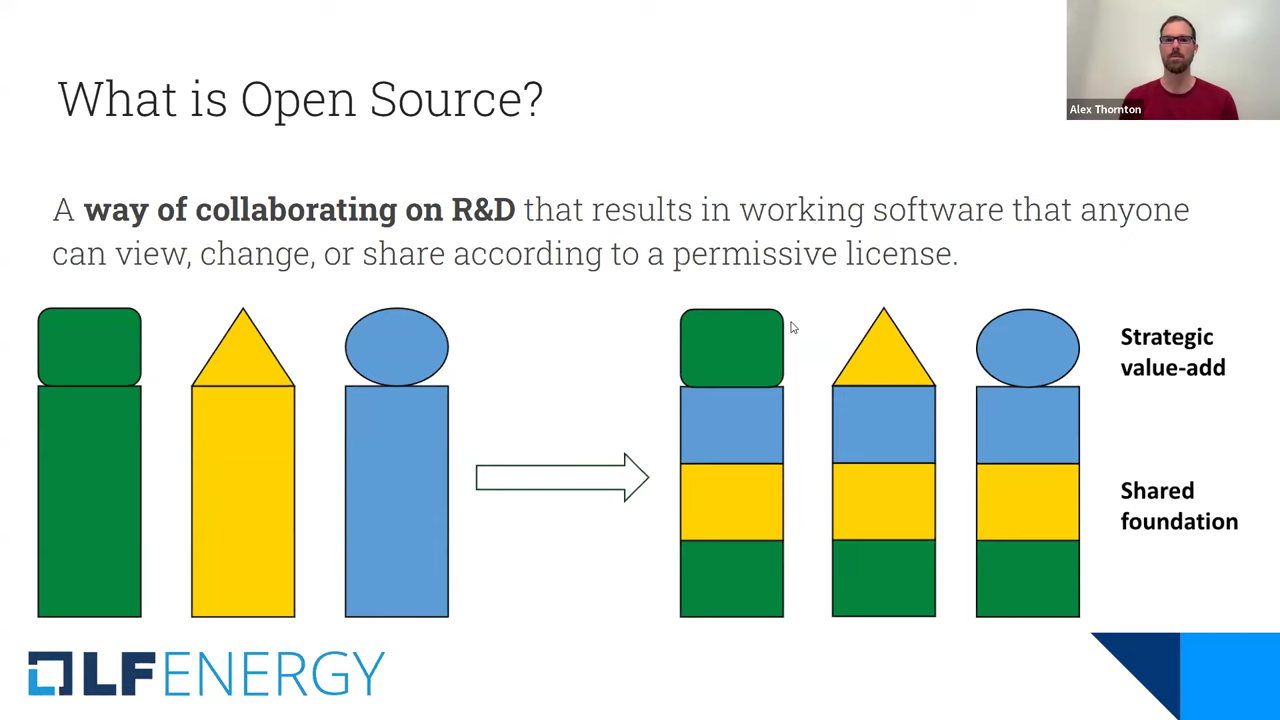 What is Open Source?
Alex Thornton
A way of collaborating on R&D that results in working software that anyone
can view, change, or share according to a permissive license.
Strategic
value-add
Shared
foundation
LFENERGY